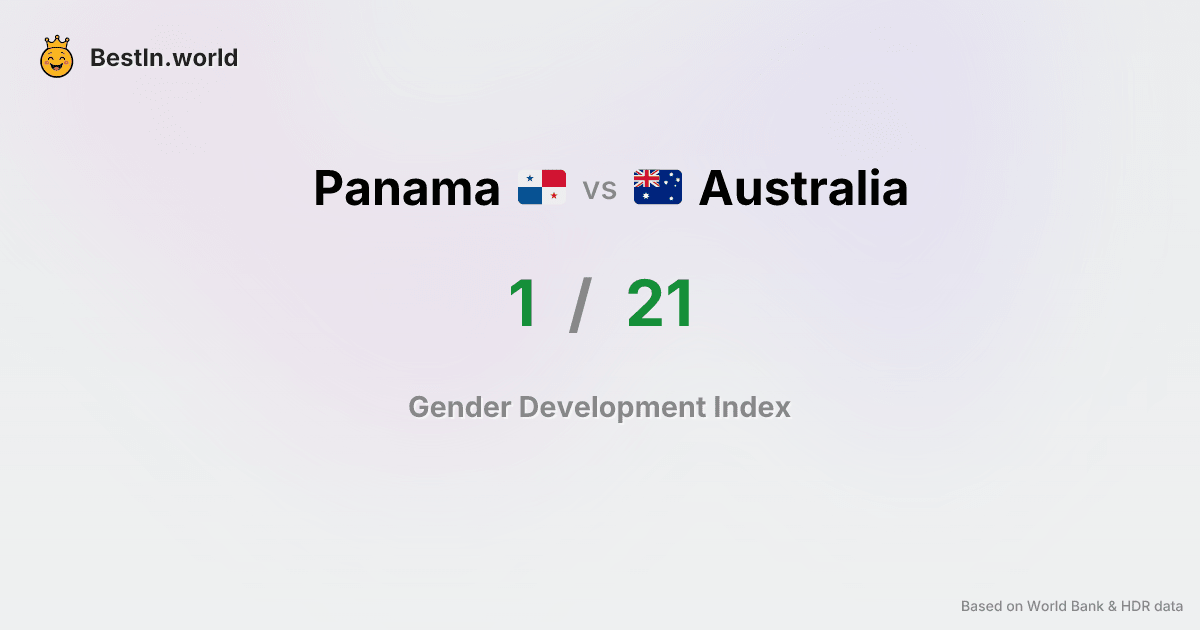 BestIn.world
Panama vs Australia
1 / 21
Gender Development Index
Based on World Bank & HDR data